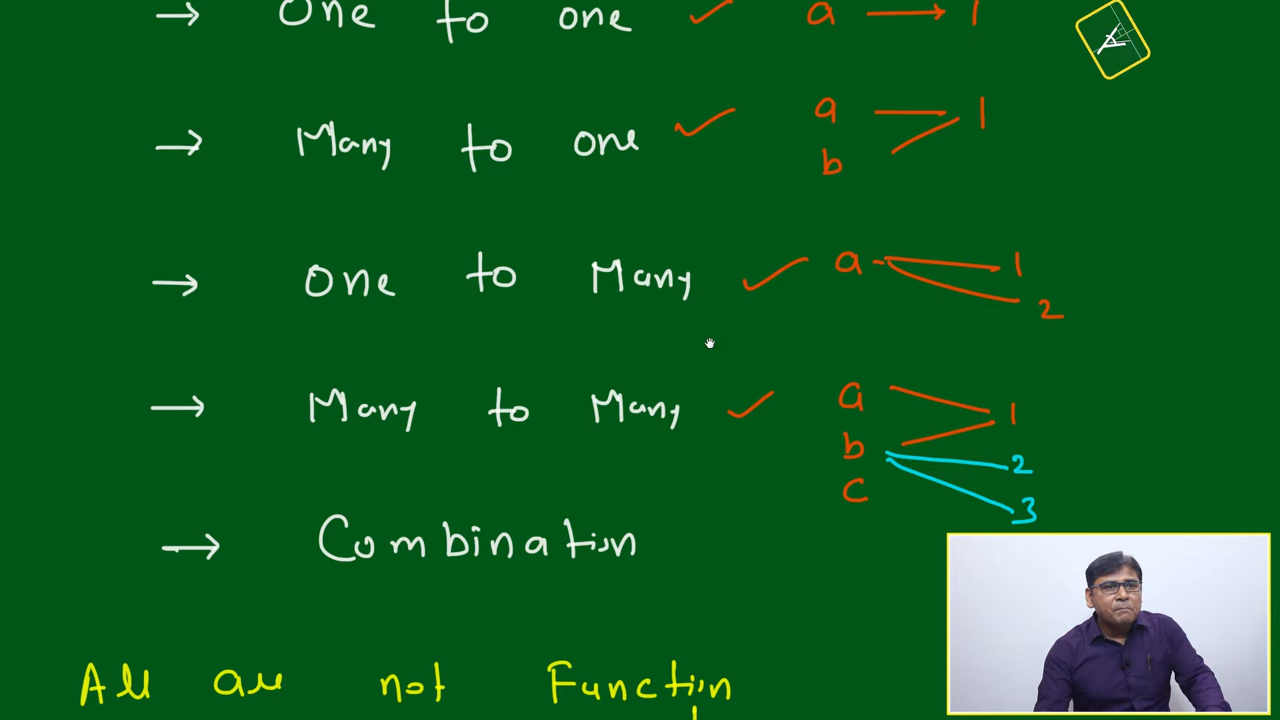 → One to one ✓ a → 1
→ Many to one ✓ a 1
b
→ One to Many ✓ a 1
2
→ Many to Many ✓ a 1
b 2
c 3
→ Combination
All are not Function